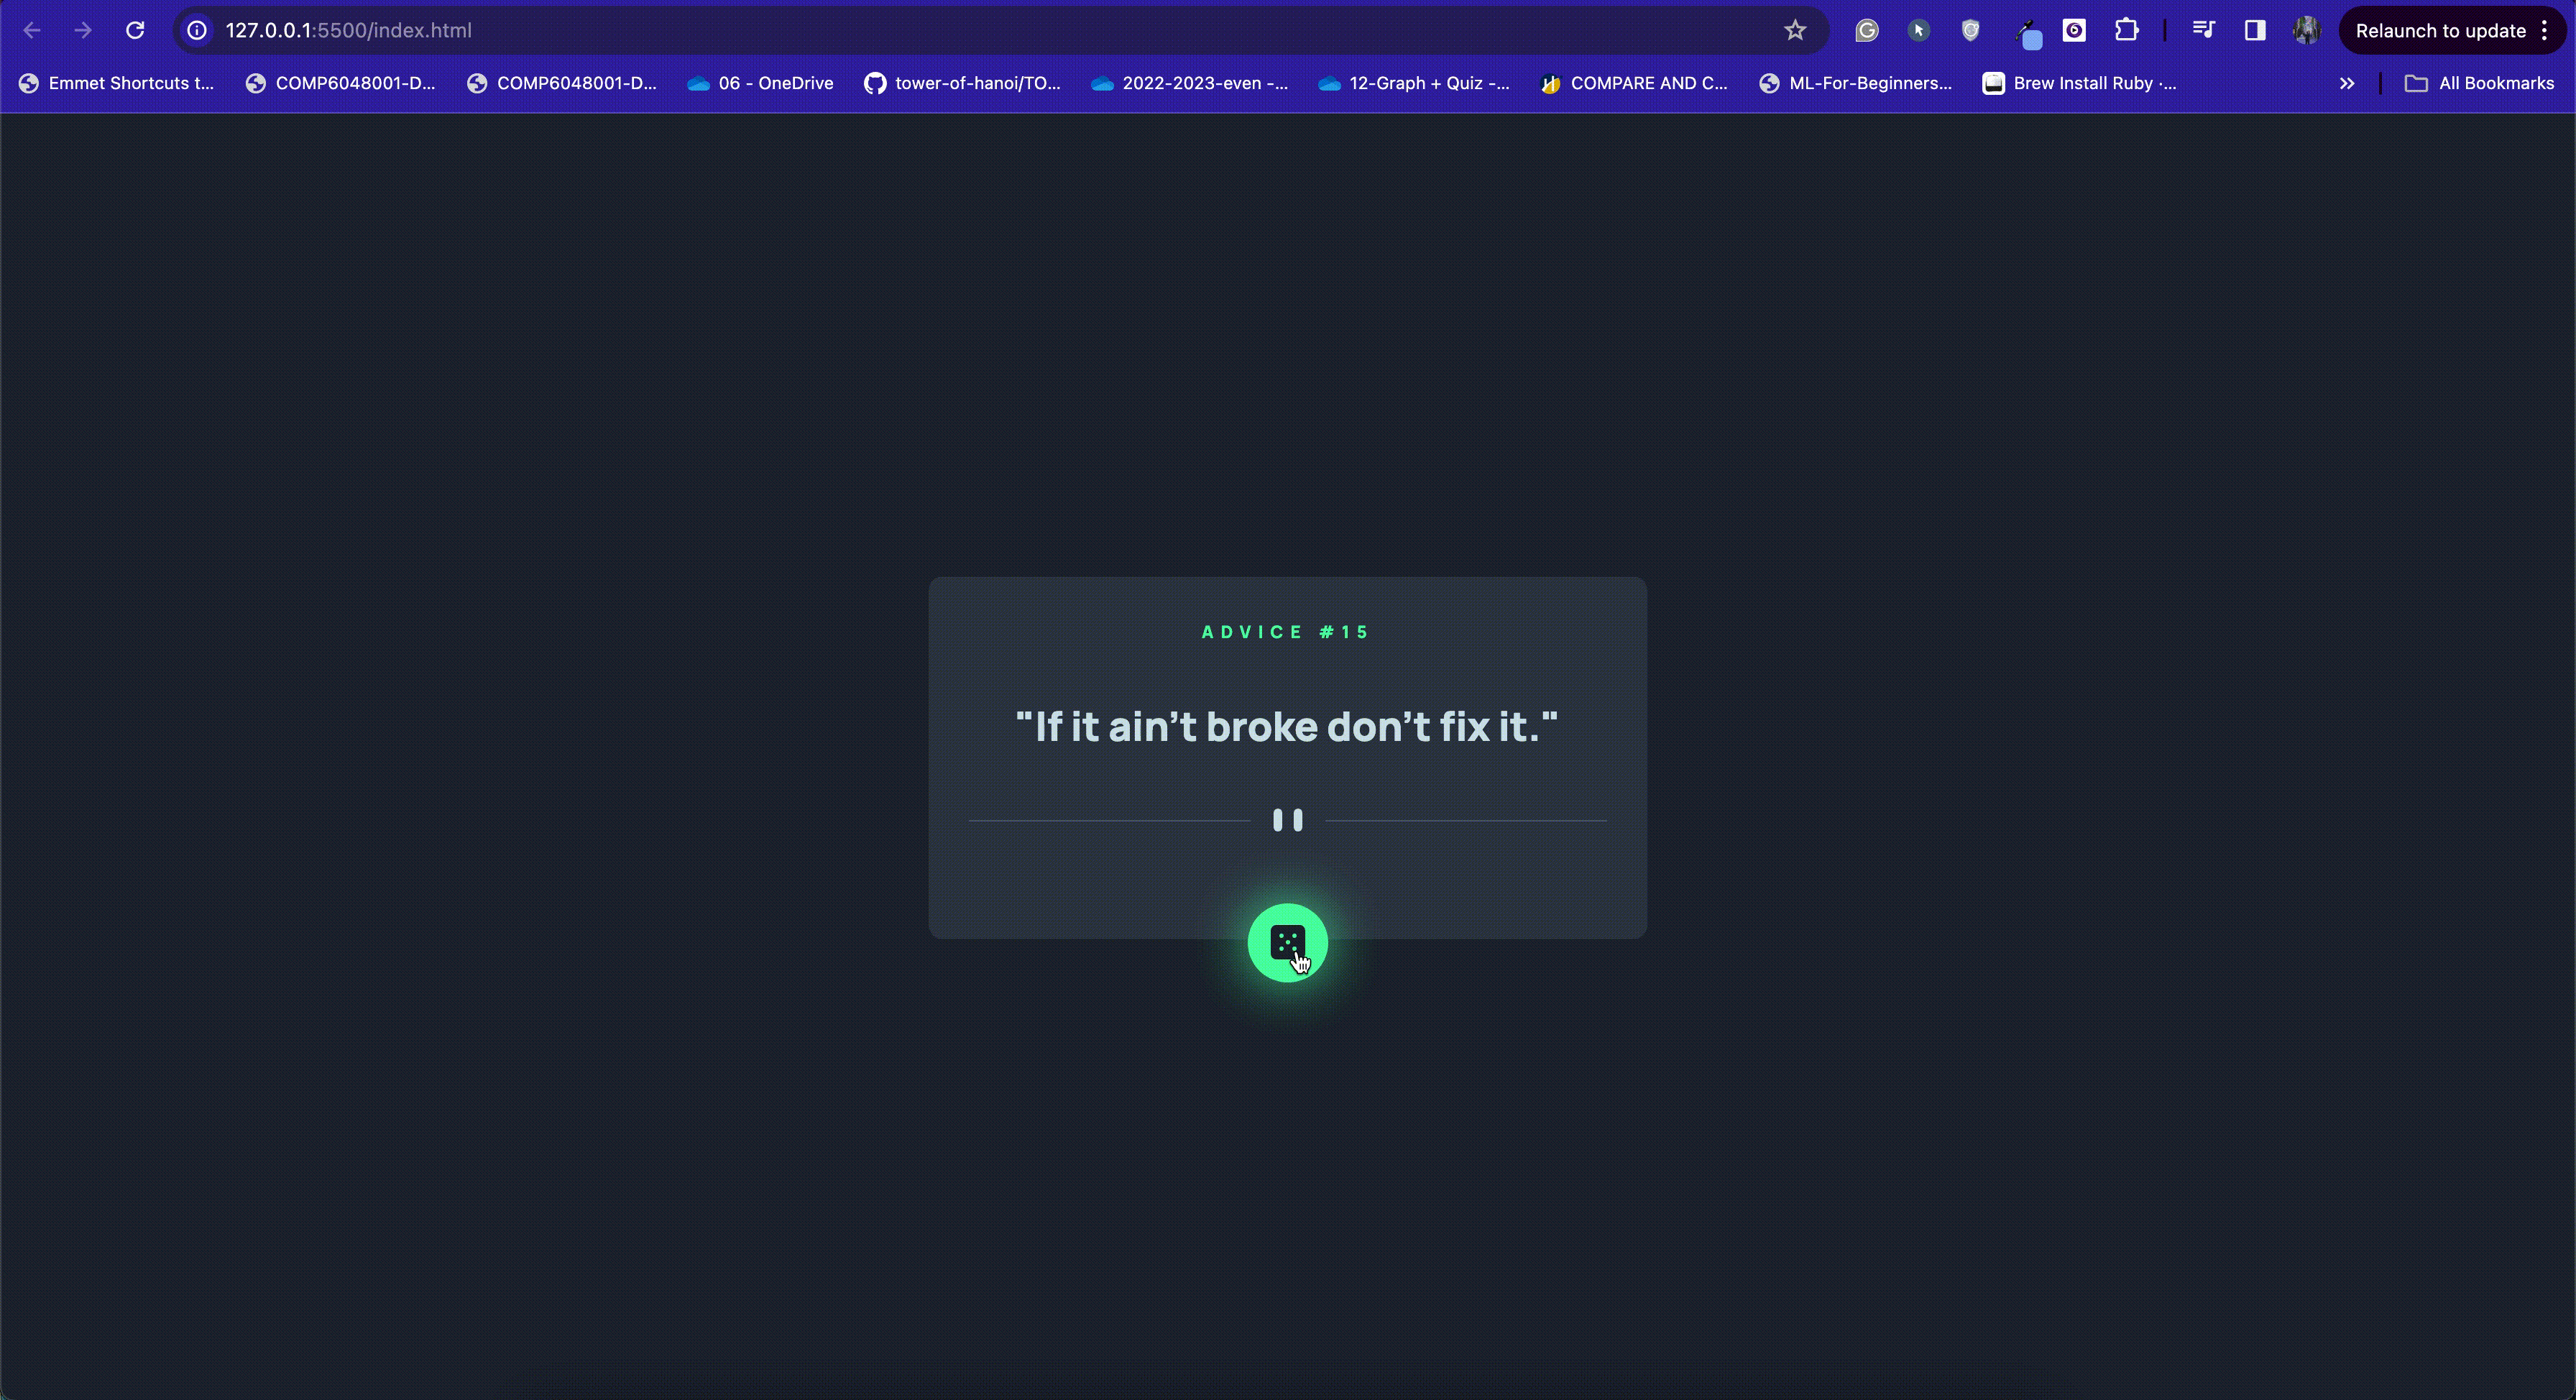 127.0.0.1:5500/index.html
Relaunch to update
Emmet Shortcuts t... COMP6048001-D... COMP6048001-D... 06 - OneDrive tower-of-hanoi/TO... 2022-2023-even -... 12-Graph + Quiz -... COMPARE AND C... ML-For-Beginners... Brew Install Ruby ·... All Bookmarks
ADVICE #15
"If it ain't broke don't fix it."